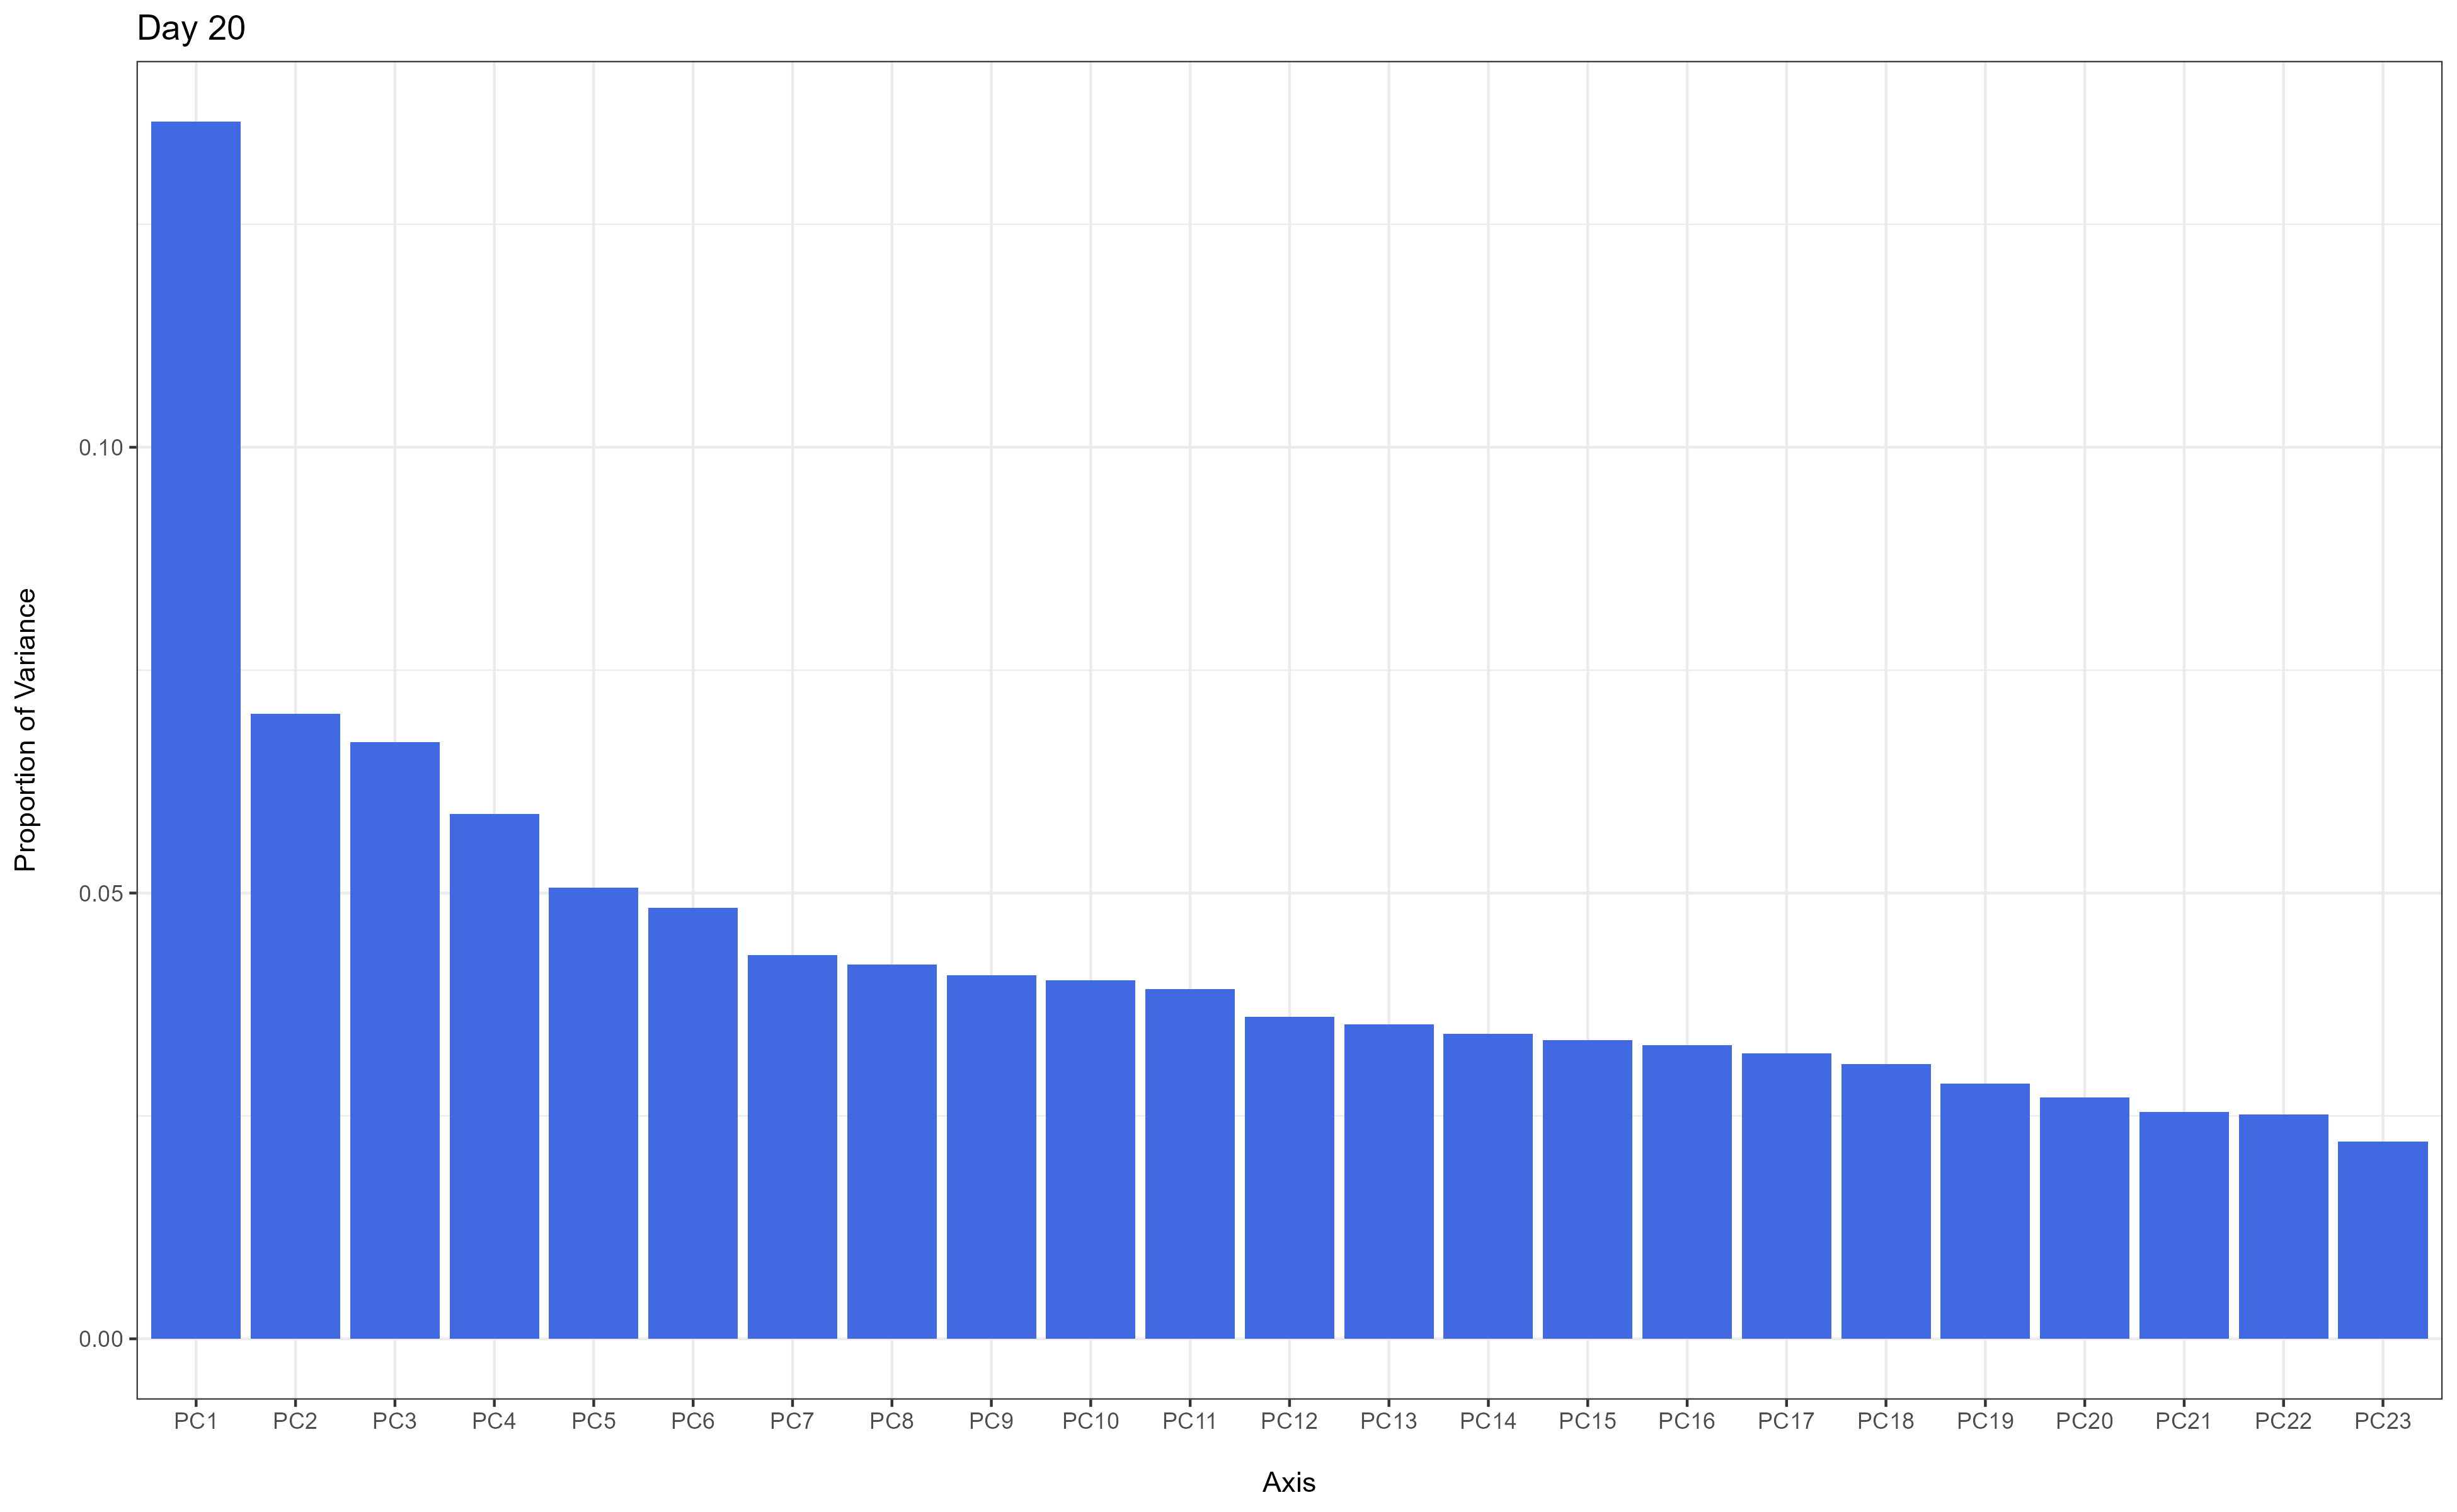 Day 20
Proportion of Variance
0.10
0.05
0.00
PC1 PC2 PC3 PC4 PC5 PC6 PC7 PC8 PC9 PC10 PC11 PC12 PC13 PC14 PC15 PC16 PC17 PC18 PC19 PC20 PC21 PC22 PC23
Axis